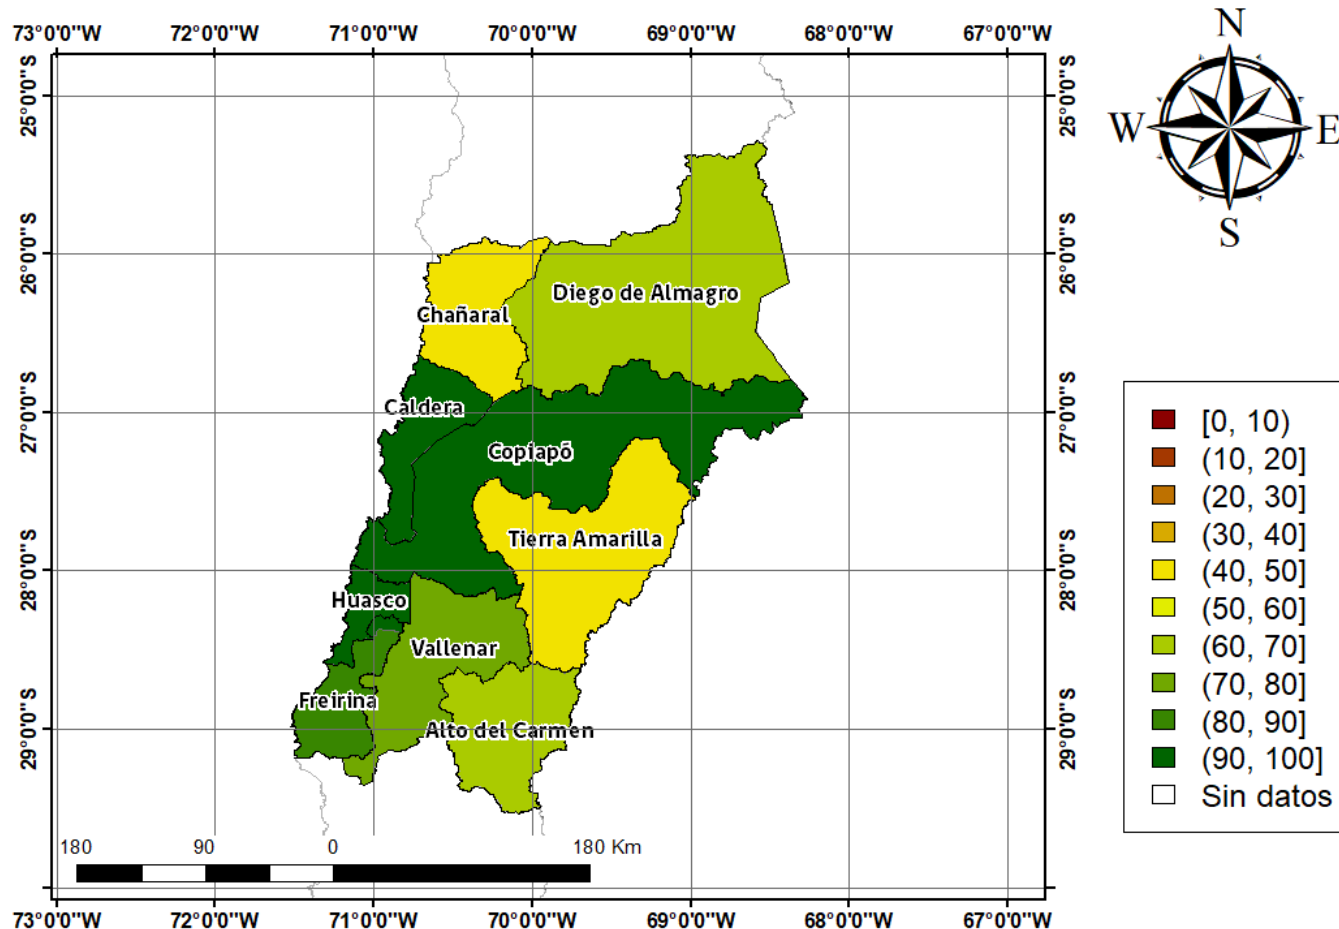 73°0'0"W 72°0'0"W 71°0'0"W 70°0'0"W 69°0'0"W 68°0'0"W 67°0'0"W
N
W E
S
25°0'0"S 25°0'0"S
26°0'0"S 26°0'0"S
27°0'0"S 27°0'0"S
28°0'0"S 28°0'0"S
29°0'0"S 29°0'0"S
Diego de Almagro
Chañaral
Caldera
Copiapó
Tierra Amarilla
Huasco
Vallenar
Freirina
Alto del Carmen
[0, 10)
(10, 20]
(20, 30]
(30, 40]
(40, 50]
(50, 60]
(60, 70]
(70, 80]
(80, 90]
(90, 100]
Sin datos
180 90 0 180 Km
73°0'0"W 72°0'0"W 71°0'0"W 70°0'0"W 69°0'0"W 68°0'0"W 67°0'0"W